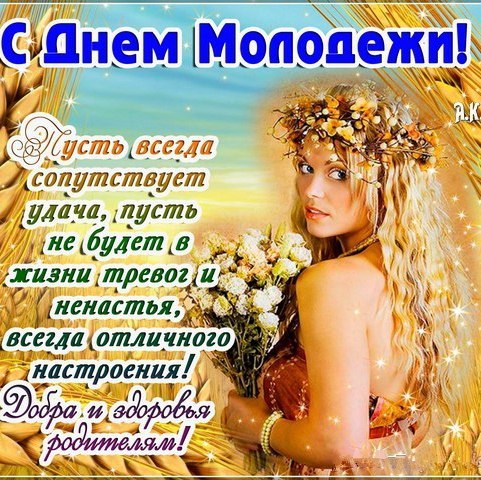 С Днем Молодежи!
А.К.
Пусть всегда
сопутствует
удача, пусть
не будет в
жизни тревог и
ненастья,
всегда отличного
настроения!
Добра и здоровья
родителям!